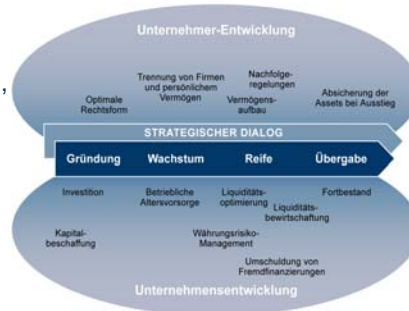 Unternehmer-Entwicklung
Trennung von Firmen
und persönlichem
Vermögen
Nachfolge-
regelungen
Optimale
Rechtsform
Vermögens-
aufbau
Absicherung der
Assets bei Ausstieg
,
STRATEGISCHER DIALOG
Gründung
Wachstum
Reife
Übergabe
Investition
Betriebliche
Altersvorsorge
Liquiditäts-
optimierung
Fortbestand
Liquiditäts-
bewirtschaftung
Kapital-
beschaffung
Währungsrisiko-
Management
Umschuldung von
Fremdfinanzierungen
Unternehmensentwicklung